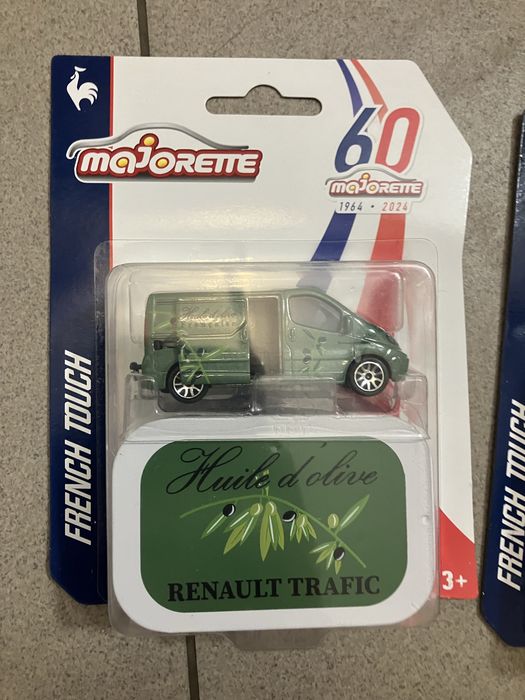 MAJORETTE
60
MAJORETTE
1964 • 2024
FRENCH TOUCH
Huile d'olive
RENAULT TRAFIC
3+
FRENCH TOUCH